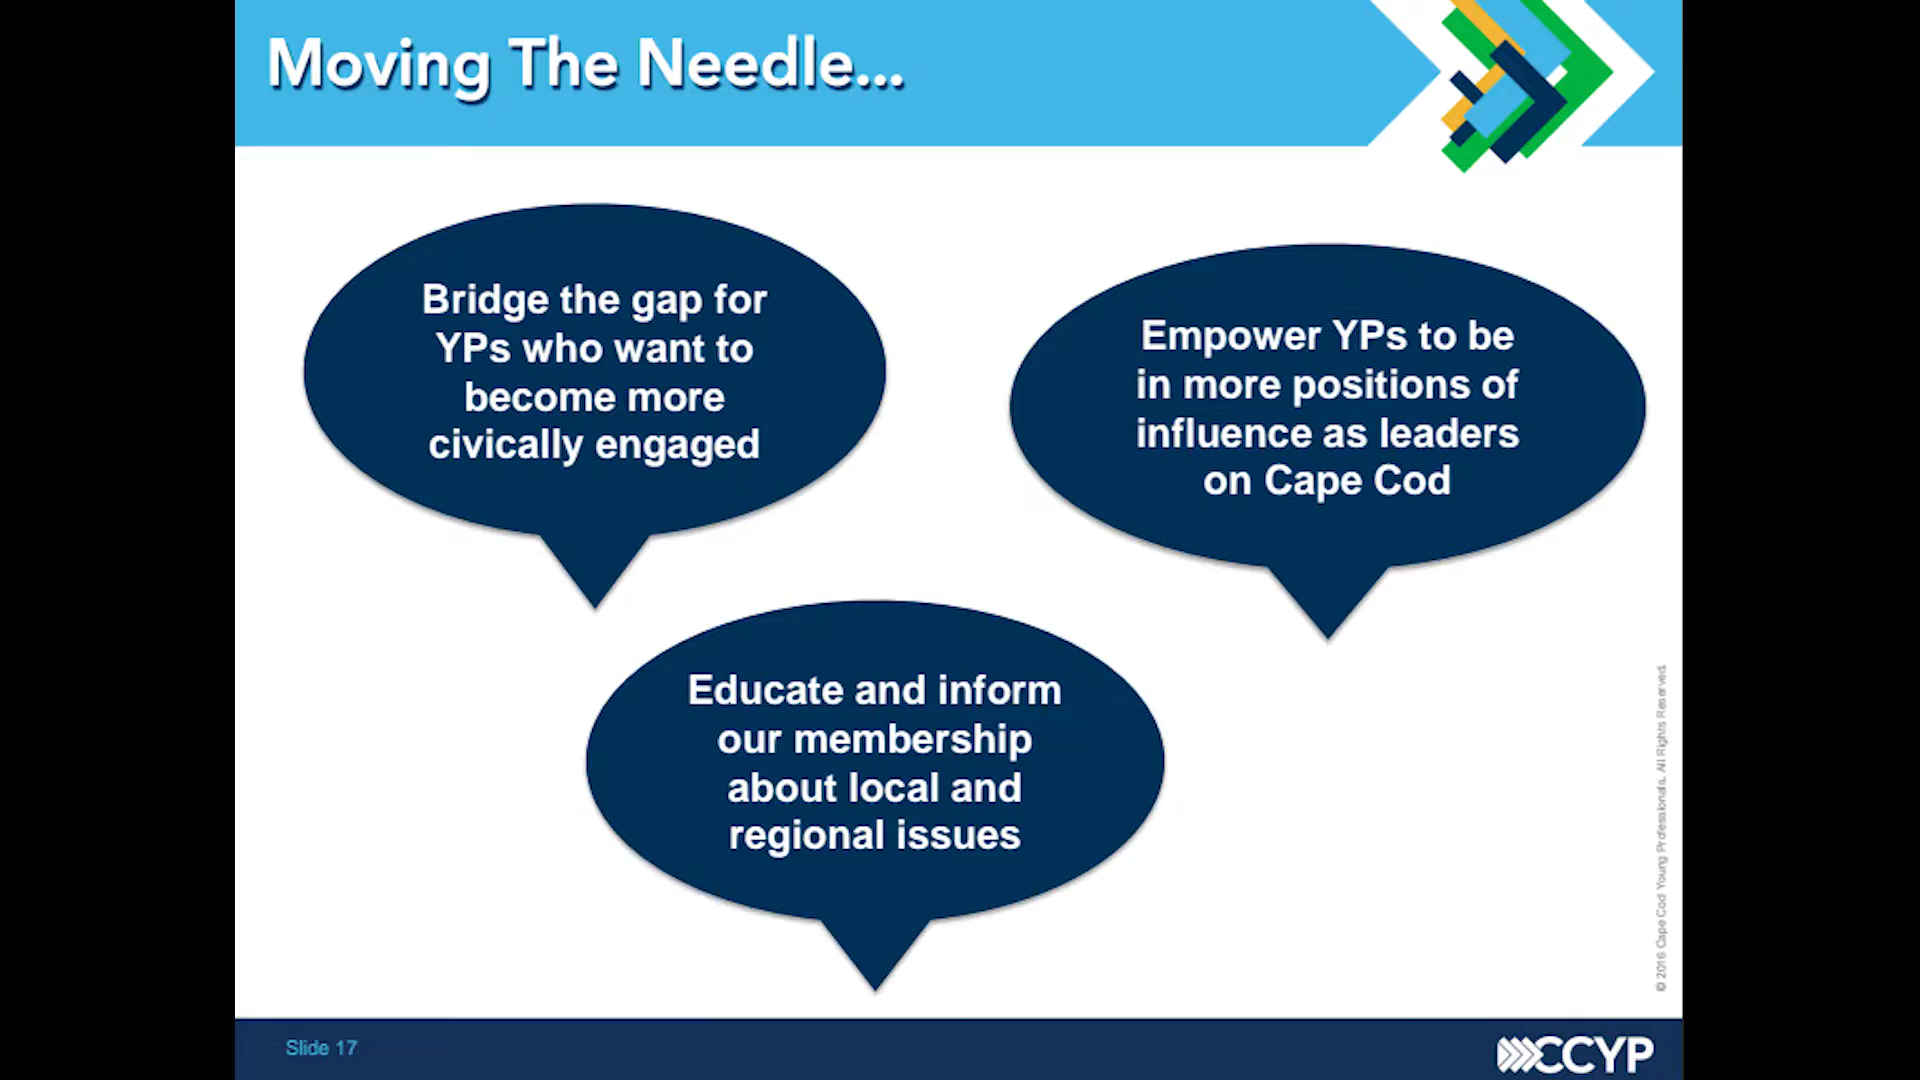 Moving The Needle...
Bridge the gap for
YPs who want to
become more
civically engaged
Empower YPs to be
in more positions of
influence as leaders
on Cape Cod
Educate and inform
our membership
about local and
regional issues
© 2016 Cape Cod Young Professionals. All Rights Reserved.
Slide 17
CCYP